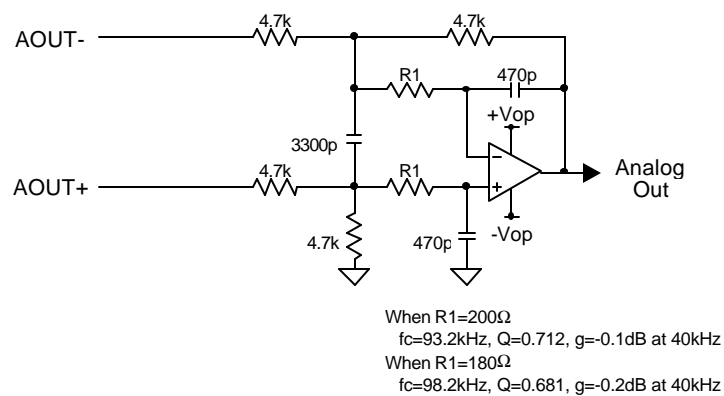 4.7k
4.7k
AOUT-
R1
470p
+Vop
3300p
4.7k
R1
Analog
Out
AOUT+
-Vop
4.7k
470p
When R1=200Ω
fc=93.2kHz, Q=0.712, g=-0.1dB at 40kHz
When R1=180Ω
fc=98.2kHz, Q=0.681, g=-0.2dB at 40kHz